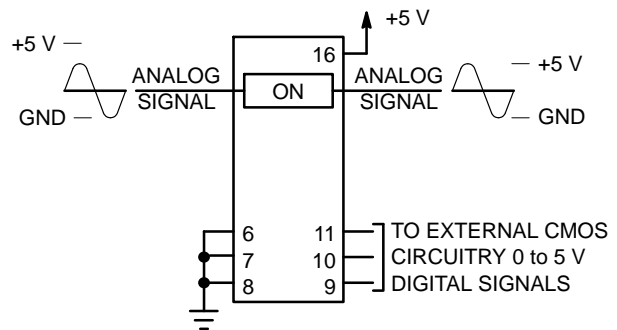 +5 V
16
+5 V
ANALOG
SIGNAL
ON
ANALOG
SIGNAL
+5 V
GND
GND
6
7
8
11
10
9
TO EXTERNAL CMOS
CIRCUITRY 0 to 5 V
DIGITAL SIGNALS